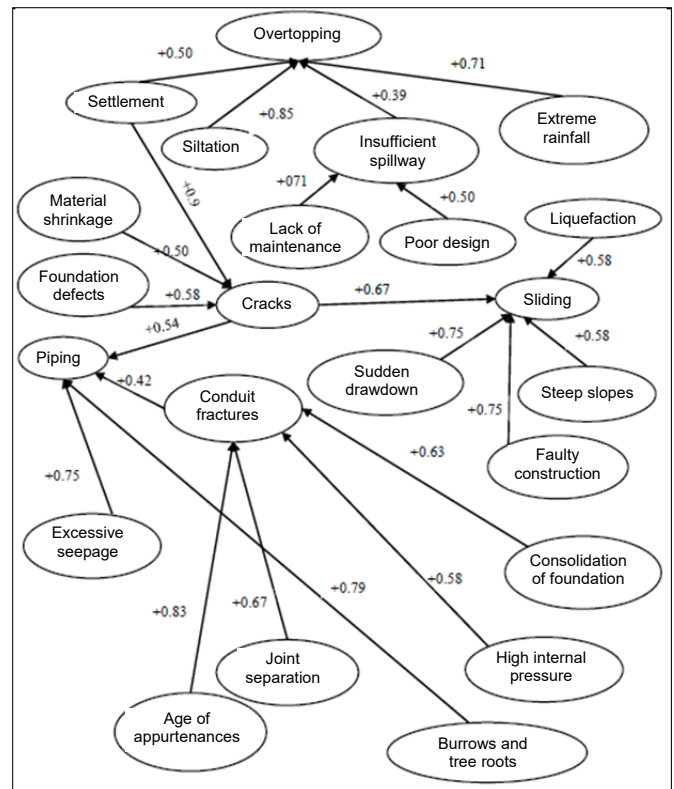 Overtopping
+0.50
+0.71
Settlement
+0.85
+0.39
Siltation
Insufficient
spillway
Extreme
rainfall
+0.9
+071
+0.50
Material
shrinkage
Lack of
maintenance
Poor design
Liquefaction
+0.50
+0.58
Foundation
defects
+0.58
Cracks
+0.67
Sliding
+0.54
+0.75
+0.58
Piping
+0.42
Conduit
fractures
Sudden
drawdown
Steep slopes
+0.75
+0.63
Faulty
construction
+0.75
Excessive
seepage
Consolidation
of foundation
+0.83
+0.67
+0.79
+0.58
Joint
separation
High internal
pressure
Age of
appurtenances
Burrows and
tree roots